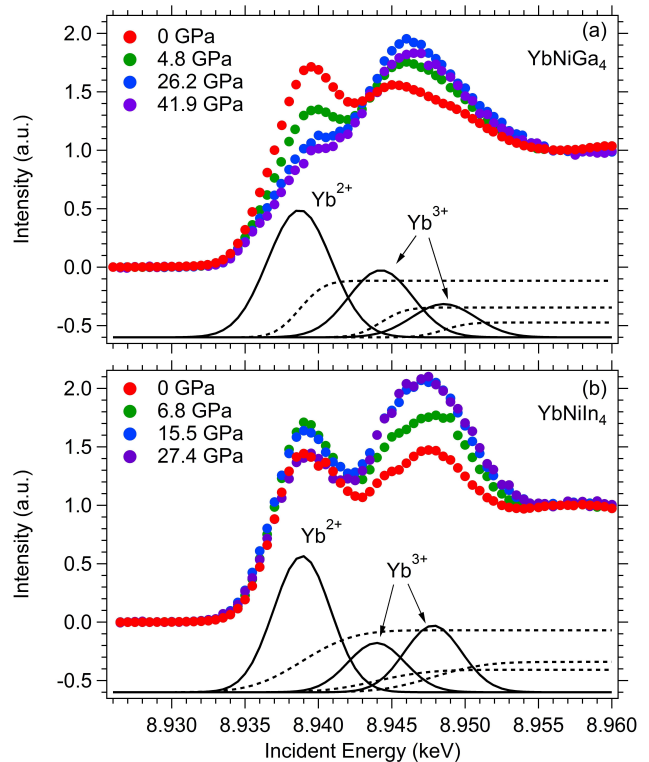 (a)
YbNiGa4
0 GPa
4.8 GPa
26.2 GPa
41.9 GPa
Yb2+
Yb3+
2.0
1.5
1.0
0.5
0.0
-0.5
Intensity (a.u.)
(b)
YbNiIn4
0 GPa
6.8 GPa
15.5 GPa
27.4 GPa
Yb2+
Yb3+
2.0
1.5
1.0
0.5
0.0
-0.5
Intensity (a.u.)
8.930 8.935 8.940 8.945 8.950 8.955 8.960
Incident Energy (keV)